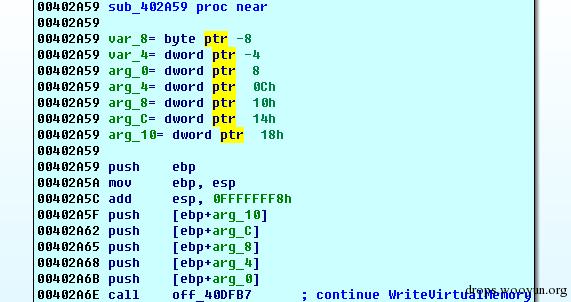 00402A59 sub_402A59 proc near
00402A59
00402A59 var_8= byte ptr -8
00402A59 var_4= dword ptr -4
00402A59 arg_0= dword ptr  8
00402A59 arg_4= dword ptr  0Ch
00402A59 arg_8= dword ptr  10h
00402A59 arg_C= dword ptr  14h
00402A59 arg_10= dword ptr  18h
00402A59
00402A59 push    ebp
00402A5A mov     ebp, esp
00402A5C add     esp, 0FFFFFFF8h
00402A5F push    [ebp+arg_10]
00402A62 push    [ebp+arg_C]
00402A65 push    [ebp+arg_8]
00402A68 push    [ebp+arg_4]
00402A6B push    [ebp+arg_0]
00402A6E call    off_40DFB7      ; continue WriteVirtualMemory
drops.wooyun.org